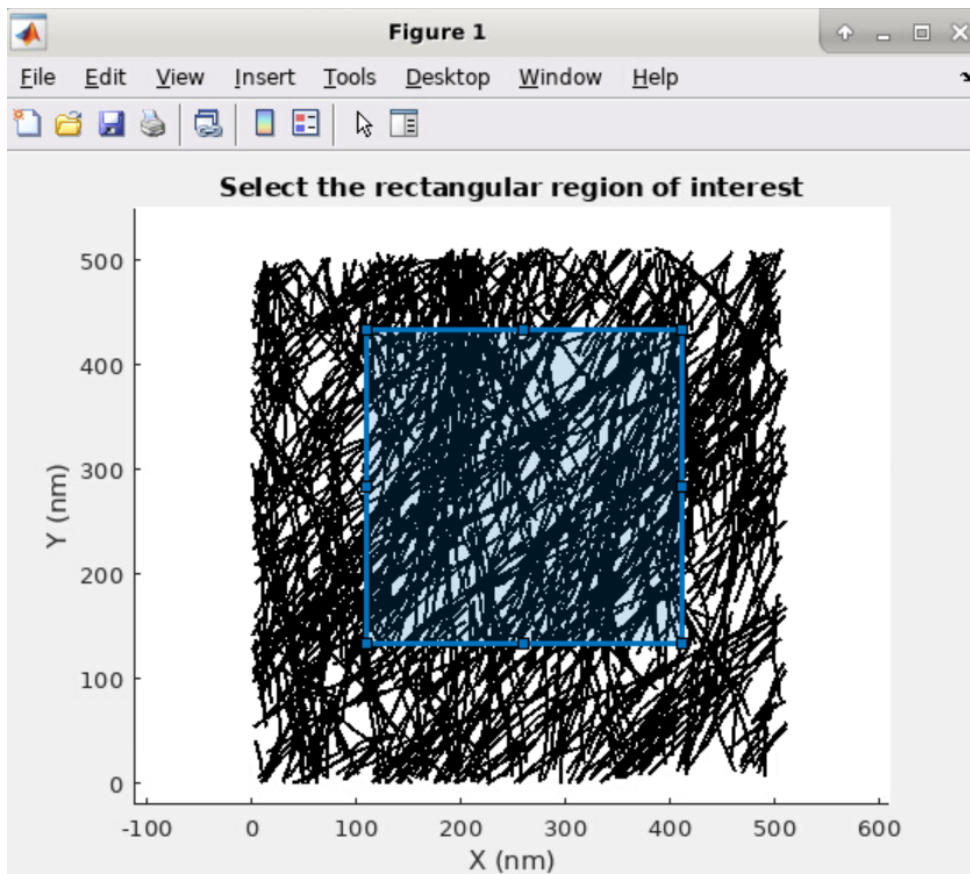 Figure 1
File Edit View Insert Tools Desktop Window Help
Select the rectangular region of interest
500
400
300
200
100
0
Y (nm)
-100 0 100 200 300 400 500 600
X (nm)